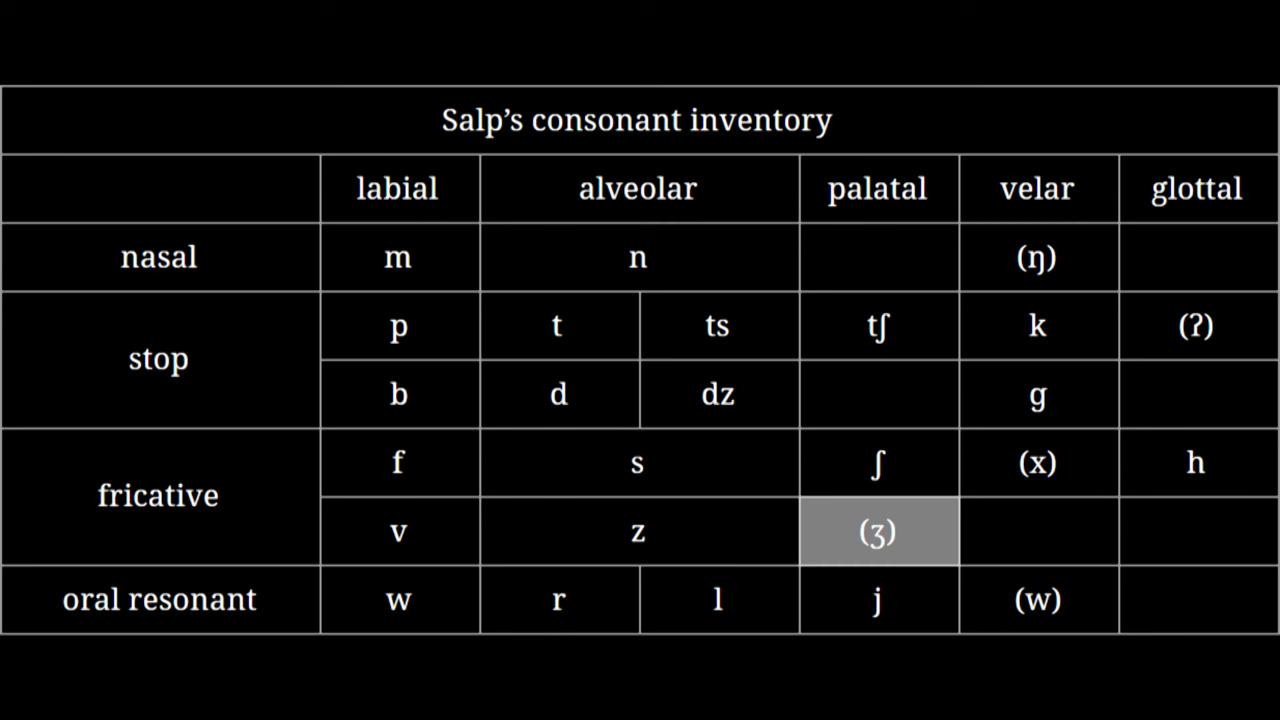 Salp’s consonant inventory
labial alveolar palatal velar glottal
nasal m n (ŋ)
stop p t ts tʃ k (ʔ)
b d dz g
fricative f s ʃ (x) h
v z (ʒ)
oral resonant w r l j (w)